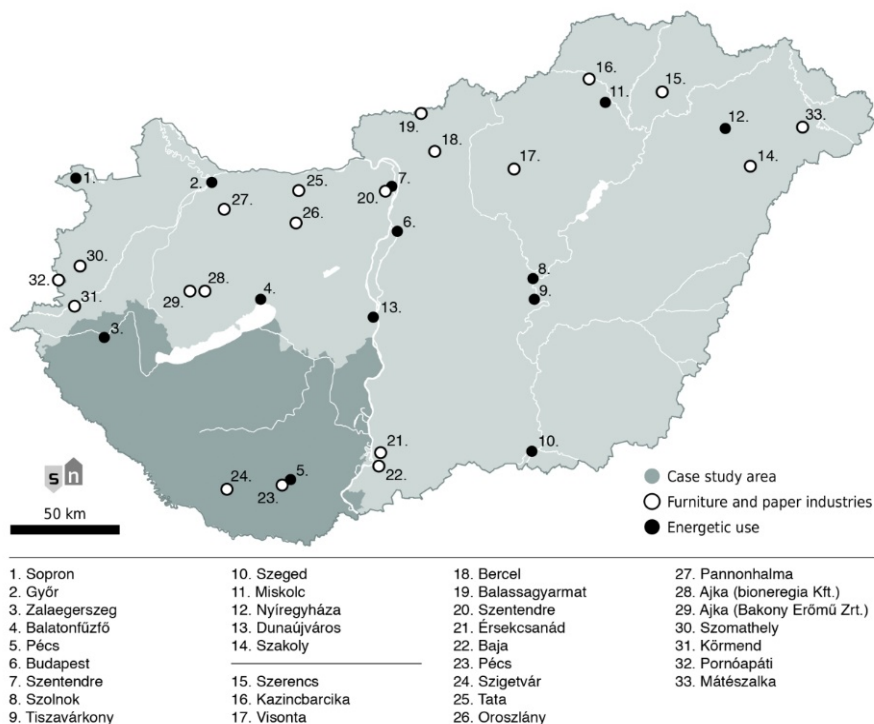 16.
15.
11.
33.
12.
19.
18.
17.
14.
1.
2.
25.
7.
20.
27.
26.
6.
30.
32.
28.
29.
31.
4.
8.
9.
13.
3.
21.
22.
10.
5.
24.
23.
s n
50 km
Case study area
Furniture and paper industries
Energetic use
1. Sopron
2. Győr
3. Zalaegerszeg
4. Balatonfűzfő
5. Pécs
6. Budapest
7. Szentendre
8. Szolnok
9. Tiszavárkony
10. Szeged
11. Miskolc
12. Nyíregyháza
13. Dunaújváros
14. Szakoly
15. Szerencs
16. Kazincbarcika
17. Visonta
18. Bercel
19. Balassagyarmat
20. Szentendre
21. Érsekcsanád
22. Baja
23. Pécs
24. Szigetvár
25. Tata
26. Oroszlány
27. Pannonhalma
28. Ajka (bioneregia Kft.)
29. Ajka (Bakony Erőmű Zrt.)
30. Szomathely
31. Körmend
32. Pornóapáti
33. Mátészalka